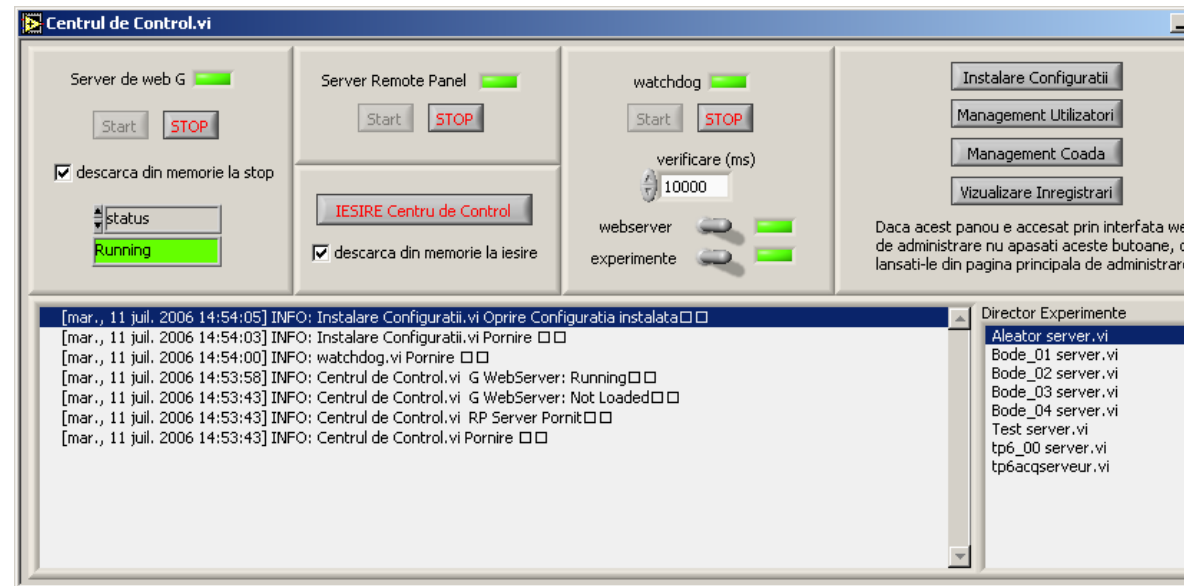 Centrul de Control.vi
Server de web G
Start STOP
descarca din memorie la stop
status
Running
Server Remote Panel
Start STOP
IESIRE Centru de Control
descarca din memorie la iesire
watchdog
Start STOP
verificare (ms)
10000
webserver
experimente
Instalare Configuratii
Management Utilizatori
Management Coada
Vizualizare Inregistrari
Daca acest panou e accesat prin interfata we
de administrare nu apasati aceste butoane,
lansati-le din pagina principala de administrare
[mar., 11 juil. 2006 14:54:05] INFO: Instalare Configuratii.vi Oprire Configuratia instalata□□
[mar., 11 juil. 2006 14:54:03] INFO: Instalare Configuratii.vi Pornire □□
[mar., 11 juil. 2006 14:54:00] INFO: watchdog.vi Pornire □□
[mar., 11 juil. 2006 14:53:58] INFO: Centrul de Control.vi G WebServer: Running□□
[mar., 11 juil. 2006 14:53:43] INFO: Centrul de Control.vi G WebServer: Not Loaded□□
[mar., 11 juil. 2006 14:53:43] INFO: Centrul de Control.vi RP Server Pornit□□
[mar., 11 juil. 2006 14:53:43] INFO: Centrul de Control.vi Pornire □□
Director Experimente
Aleator server.vi
Bode_01 server.vi
Bode_02 server.vi
Bode_03 server.vi
Bode_04 server.vi
Test server.vi
tp6_00 server.vi
tp6acqserveur.vi